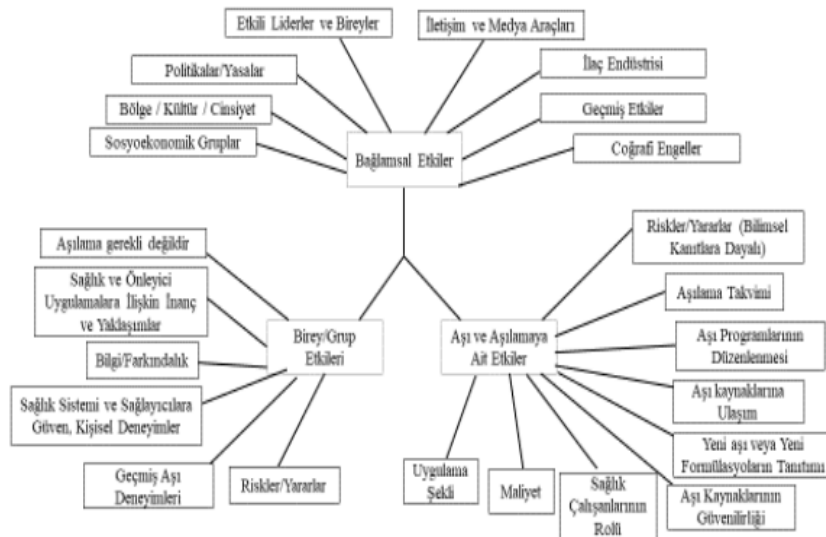 Etkili Liderler ve Bireyler
İletişim ve Medya Araçları
Politikalar/Yasalar
İlaç Endüstrisi
Bölge / Kültür / Cinsiyet
Geçmiş Etkiler
Sosyoekonomik Gruplar
Bağlamsal Etkiler
Coğrafi Engeller
Aşılama gerekli değildir
Sağlık ve Önleyici
Uygulamalara İlişkin İnanç
ve Yaklaşımlar
Bilgi/Farkındalık
Sağlık Sistemi ve Sağlayıcılara
Güven, Kişisel Deneyimler
Geçmiş Aşı
Deneyimleri
Riskler/Yararlar
Birey/Grup
Etkileri
Aşı ve Aşılamaya
Ait Etkiler
Riskler/Yararlar (Bilimsel
Kanıtlara Dayalı)
Aşılama Takvimi
Aşı Programlarının
Düzenlenmesi
Aşı kaynaklarına
Ulaşım
Yeni aşı veya Yeni
Formülasyoların Tanıtımı
Aşı Kaynaklarının
Güvenilirliği
Sağlık
Çalışanlarının
Rolü
Maliyet
Uygulama
Şekli